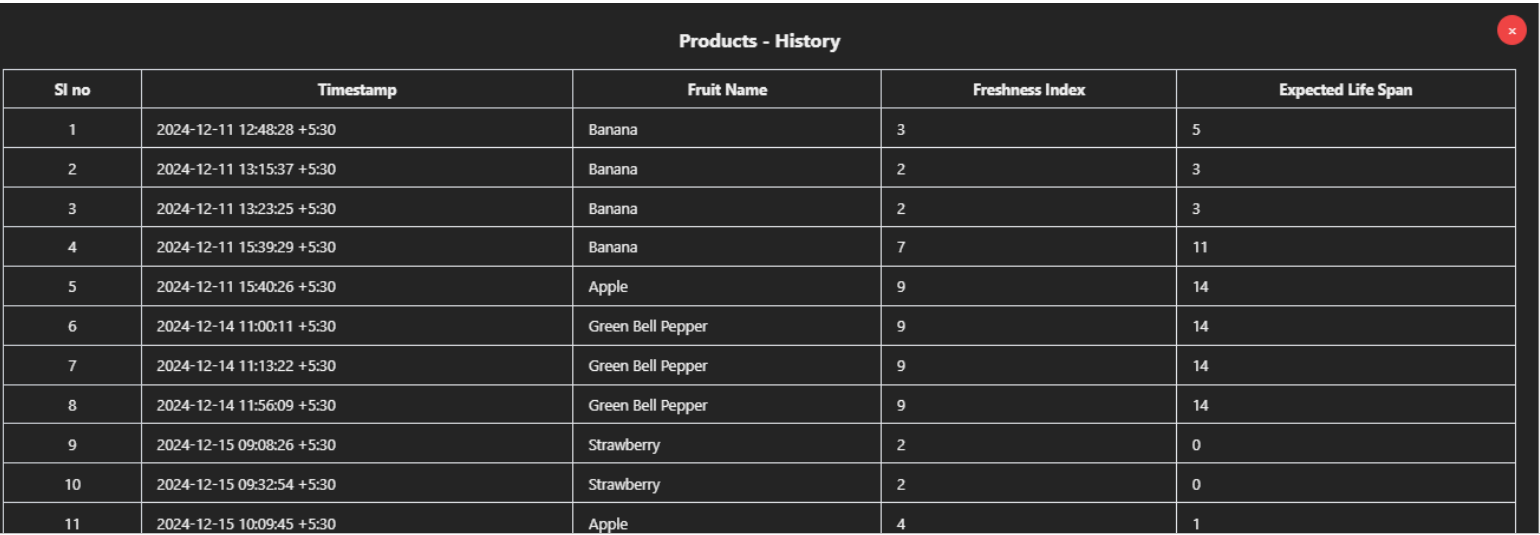 Products - History
×
Sl no Timestamp Fruit Name Freshness Index Expected Life Span
1 2024-12-11 12:48:28 +5:30 Banana 3 5
2 2024-12-11 13:15:37 +5:30 Banana 2 3
3 2024-12-11 13:23:25 +5:30 Banana 2 3
4 2024-12-11 15:39:29 +5:30 Banana 7 11
5 2024-12-11 15:40:26 +5:30 Apple 9 14
6 2024-12-14 11:00:11 +5:30 Green Bell Pepper 9 14
7 2024-12-14 11:13:22 +5:30 Green Bell Pepper 9 14
8 2024-12-14 11:56:09 +5:30 Green Bell Pepper 9 14
9 2024-12-15 09:08:26 +5:30 Strawberry 2 0
10 2024-12-15 09:32:54 +5:30 Strawberry 2 0
11 2024-12-15 10:09:45 +5:30 Apple 4 1